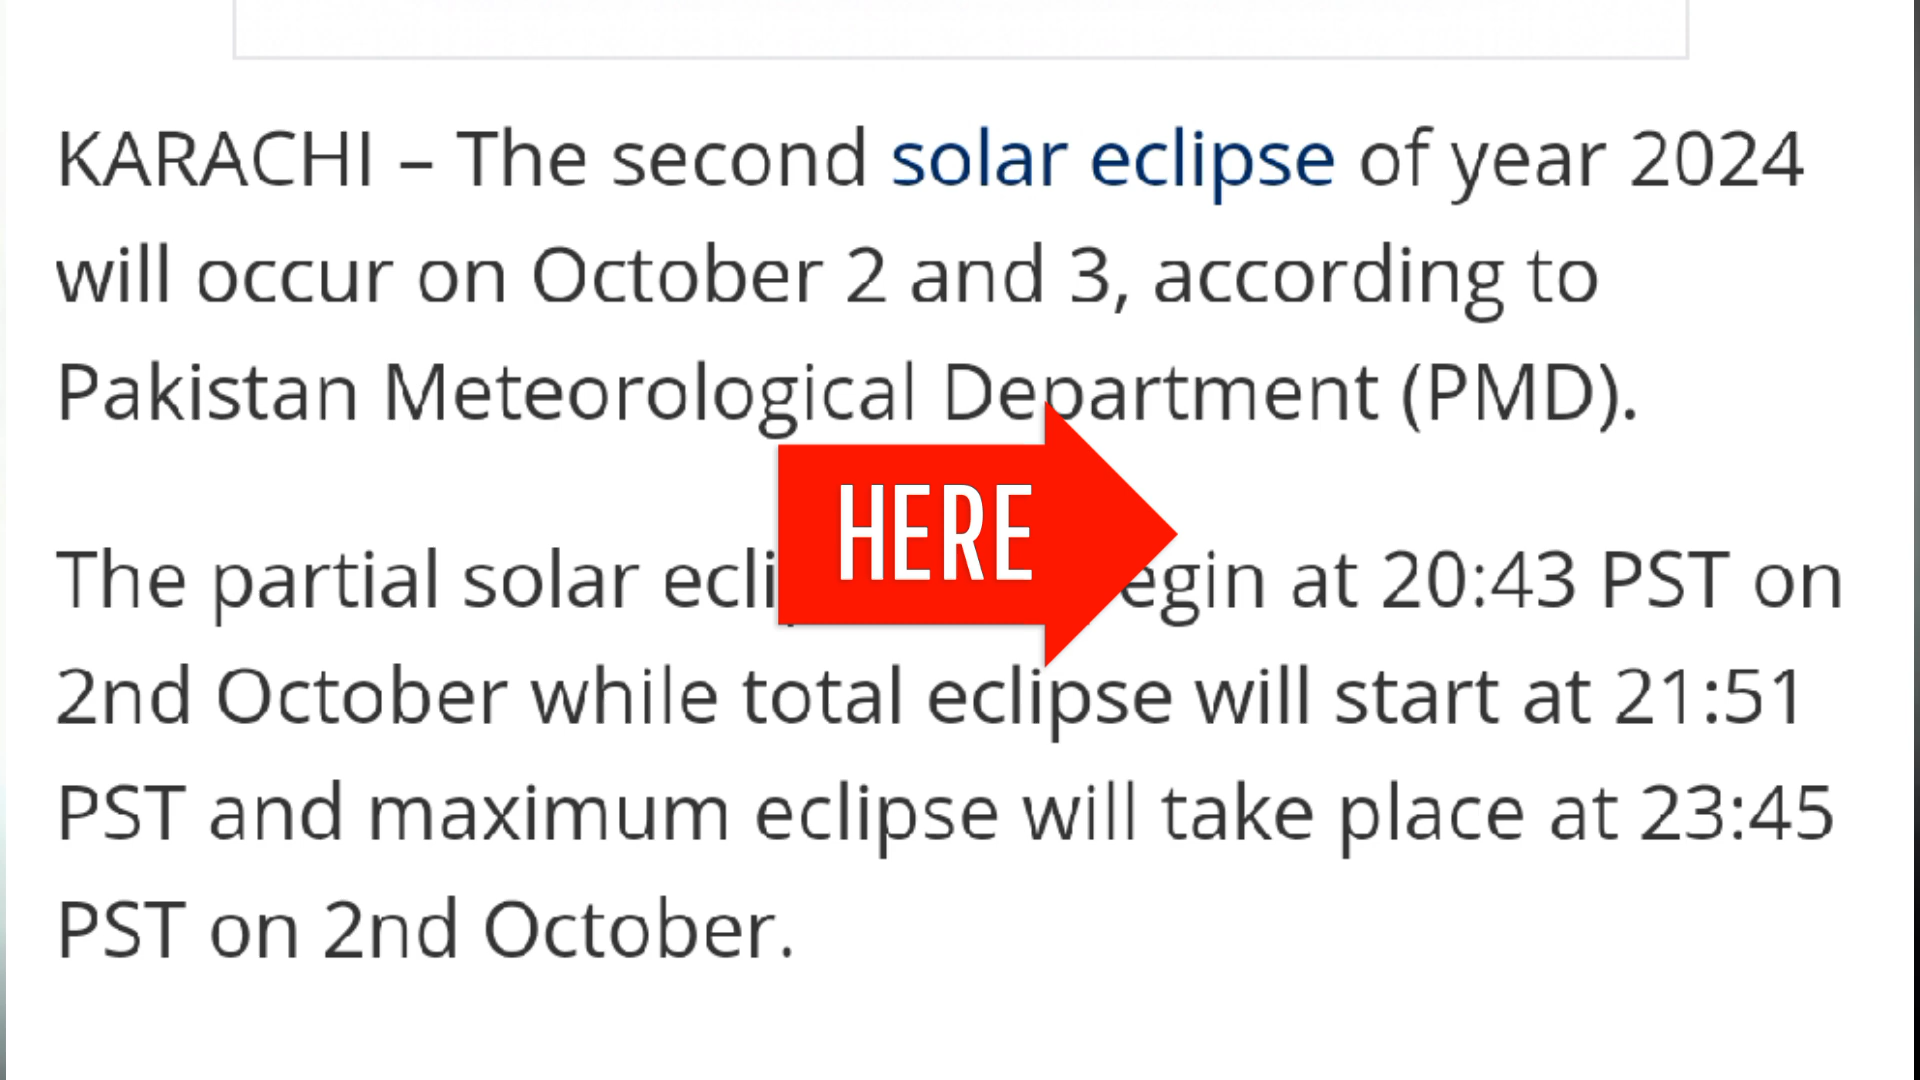 KARACHI – The second solar eclipse of year 2024
will occur on October 2 and 3, according to
Pakistan Meteorological Department (PMD).
HERE
The partial solar at 20:43 PST on
2nd October while total eclipse will start at 21:51
PST and maximum eclipse will take place at 23:45
PST on 2nd October.